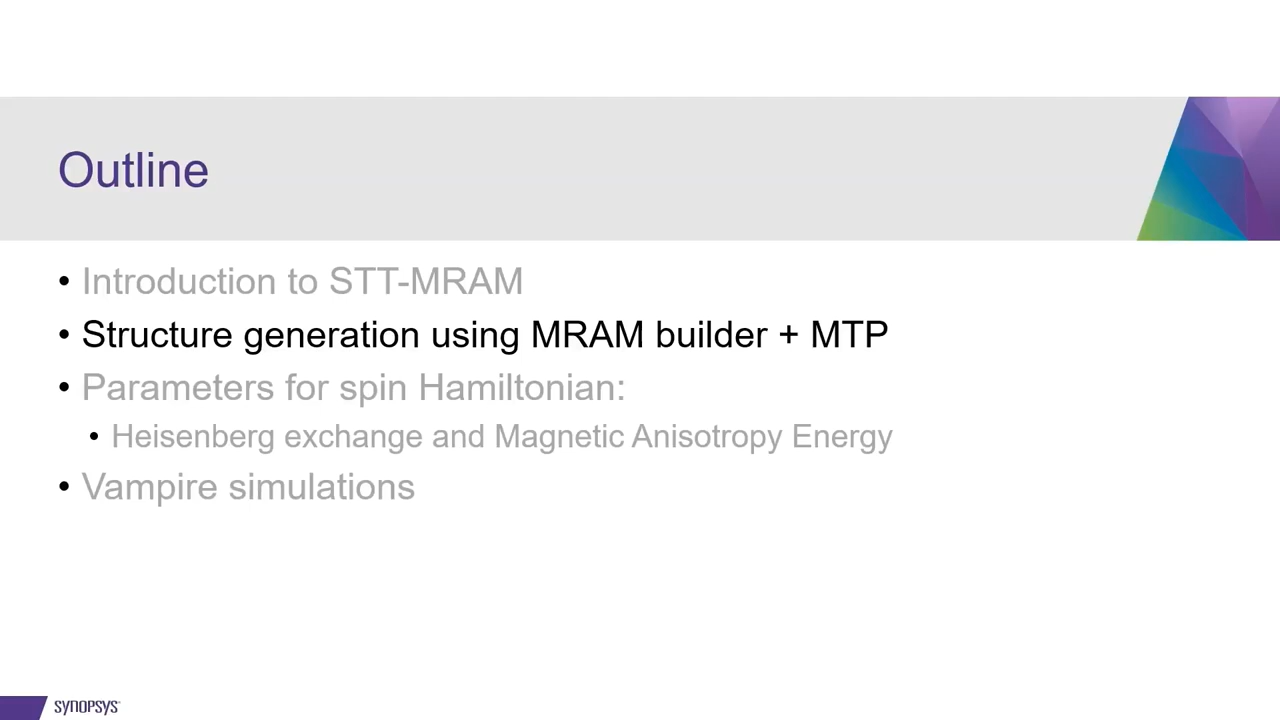 Outline
• Introduction to STT-MRAM
• Structure generation using MRAM builder + MTP
• Parameters for spin Hamiltonian:
• Heisenberg exchange and Magnetic Anisotropy Energy
• Vampire simulations
SYNOPSYS